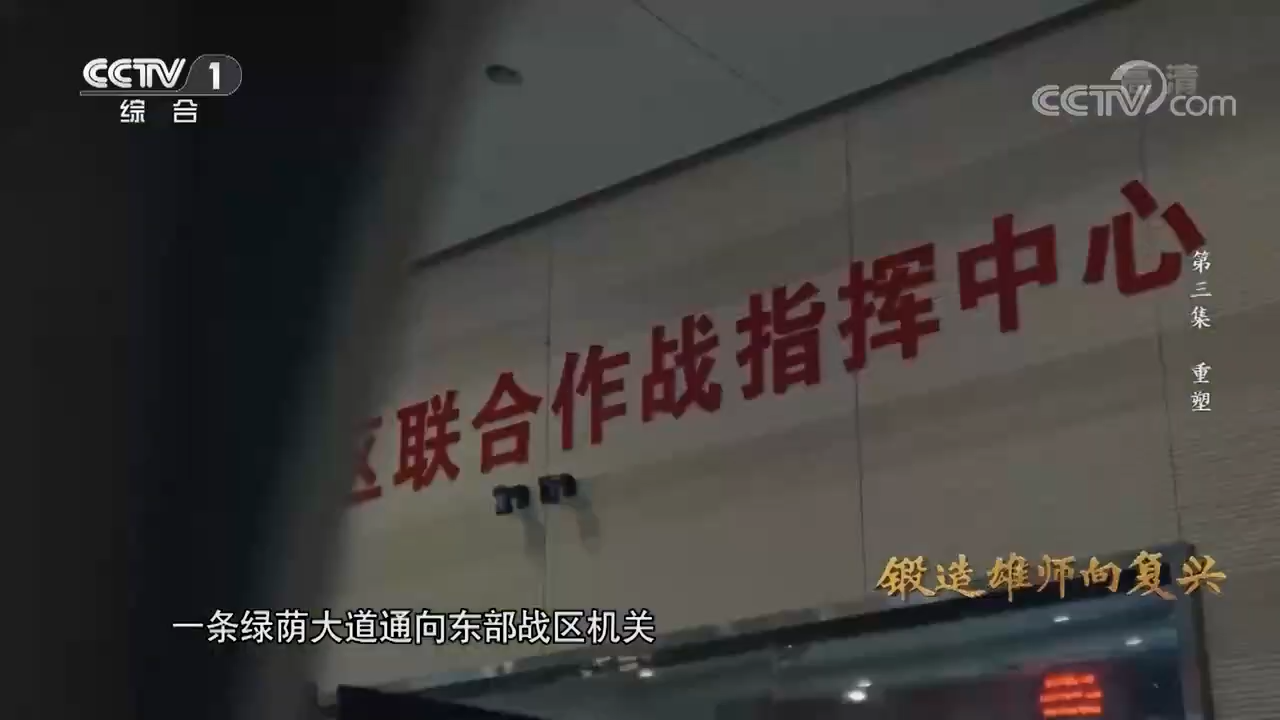 CCTV 1
综合
高清
CCTV.com
区联合作战指挥中心
第三集 重塑
锻造雄师向复兴
一条绿荫大道通向东部战区机关